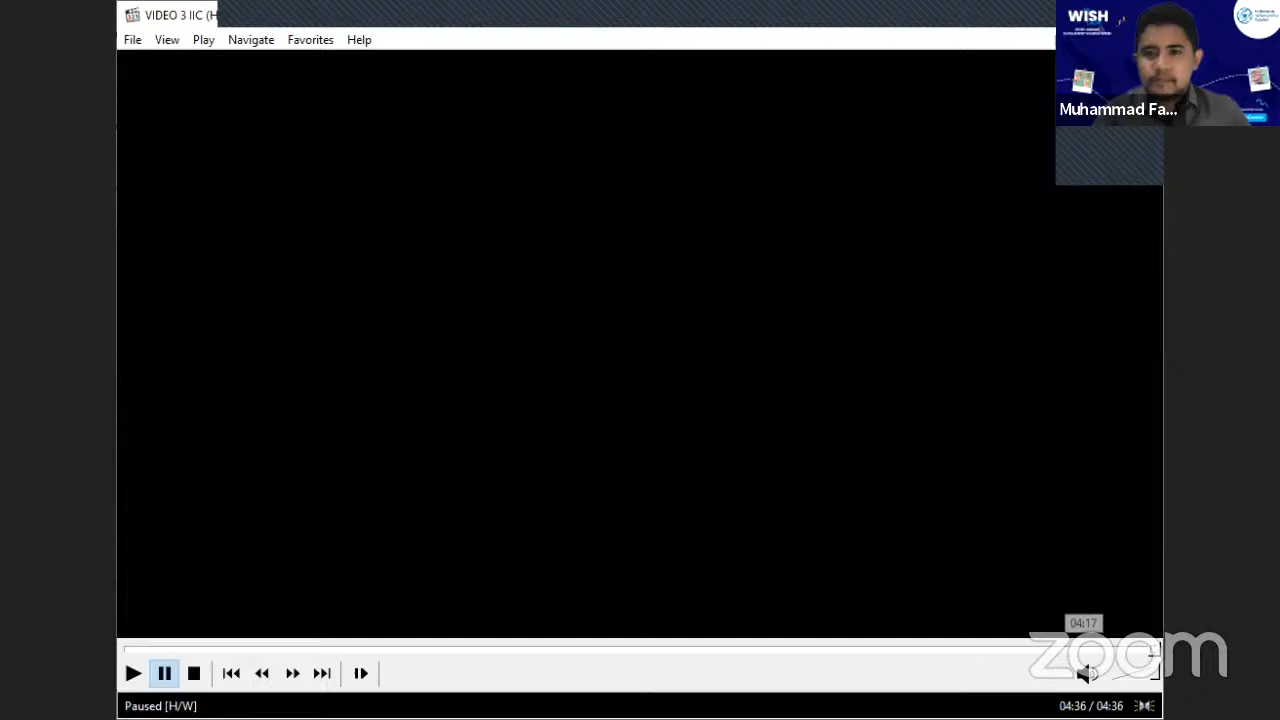 VIDEO 3 IIC (H
File View Play Navigate Favorites H
WISH
Muhammad Fa...
04:17
zoom
Paused [H/W]
04:36 / 04:36